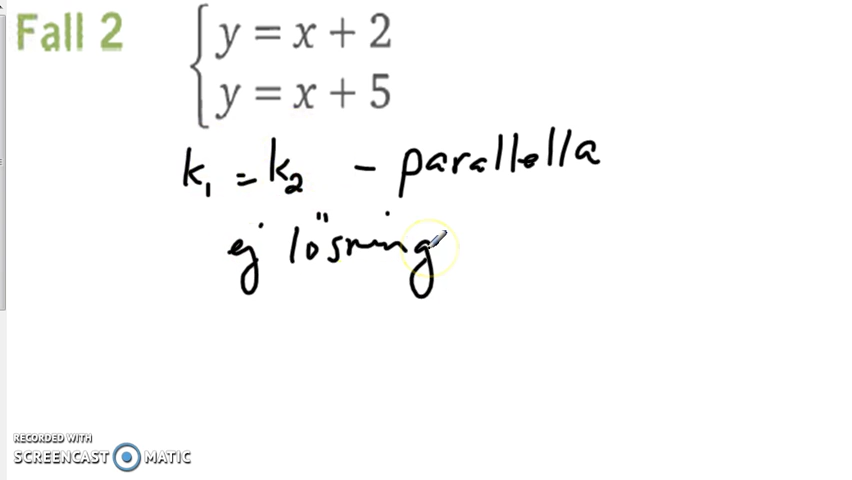 Fall 2
y = x + 2
y = x + 5
k₁ = k₂ - parallella
ej lösning
RECORDED WITH
SCREENCAST MATIC